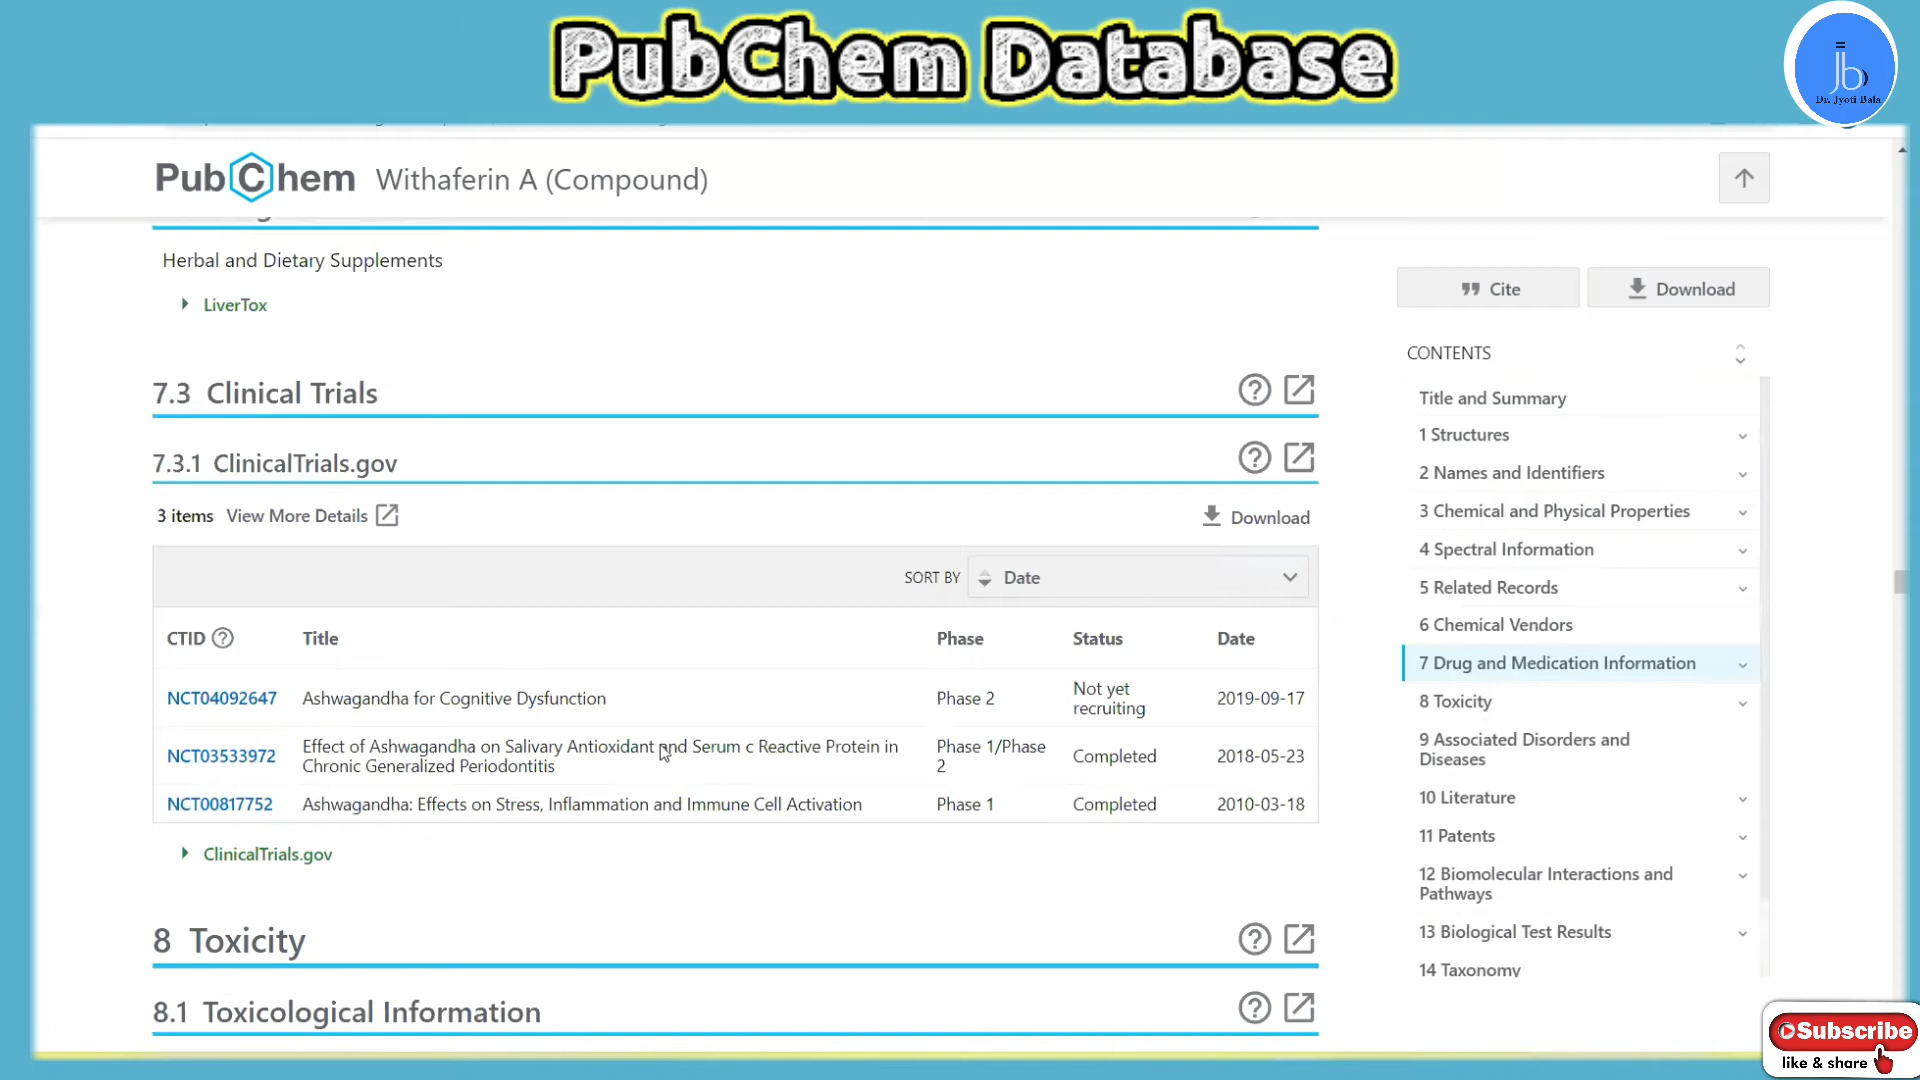 PubChem Database
jb
Dr. Jyoti Bala
PubChem Withaferin A (Compound)
Herbal and Dietary Supplements
LiverTox
Cite
Download
7.3 Clinical Trials
7.3.1 ClinicalTrials.gov
3 items View More Details
Download
SORT BY Date
CTID Title Phase Status Date
NCT04092647 Ashwagandha for Cognitive Dysfunction Phase 2 Not yet recruiting 2019-09-17
NCT03533972 Effect of Ashwagandha on Salivary Antioxidant and Serum c Reactive Protein in
Chronic Generalized Periodontitis Phase 1/Phase 2 Completed 2018-05-23
NCT00817752 Ashwagandha: Effects on Stress, Inflammation and Immune Cell Activation Phase 1 Completed 2010-03-18
ClinicalTrials.gov
8 Toxicity
8.1 Toxicological Information
CONTENTS
Title and Summary
1 Structures
2 Names and Identifiers
3 Chemical and Physical Properties
4 Spectral Information
5 Related Records
6 Chemical Vendors
7 Drug and Medication Information
8 Toxicity
9 Associated Disorders and
Diseases
10 Literature
11 Patents
12 Biomolecular Interactions and
Pathways
13 Biological Test Results
14 Taxonomy
Subscribe
like & share